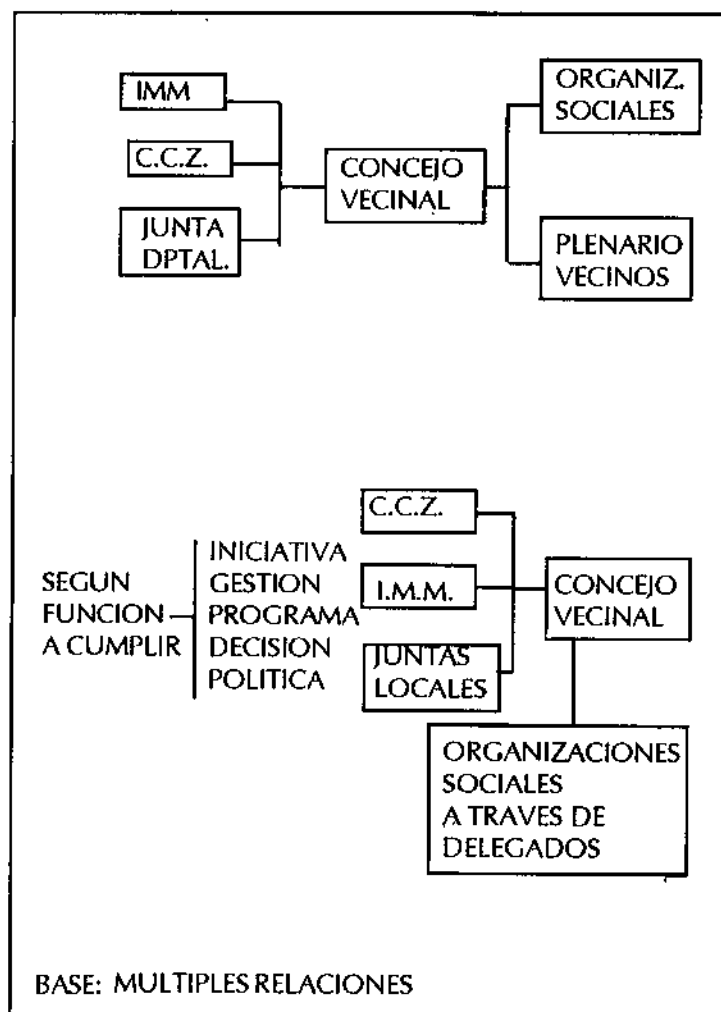 IMM
C.C.Z.
JUNTA
DPTAL.
CONCEJO
VECINAL
ORGANIZ.
SOCIALES
PLENARIO
VECINOS
SEGUN
FUNCION
A CUMPLIR
INICIATIVA
GESTION
PROGRAMA
DECISION
POLITICA
C.C.Z.
I.M.M.
JUNTAS
LOCALES
CONCEJO
VECINAL
ORGANIZACIONES
SOCIALES
A TRAVES DE
DELEGADOS
BASE: MULTIPLES RELACIONES